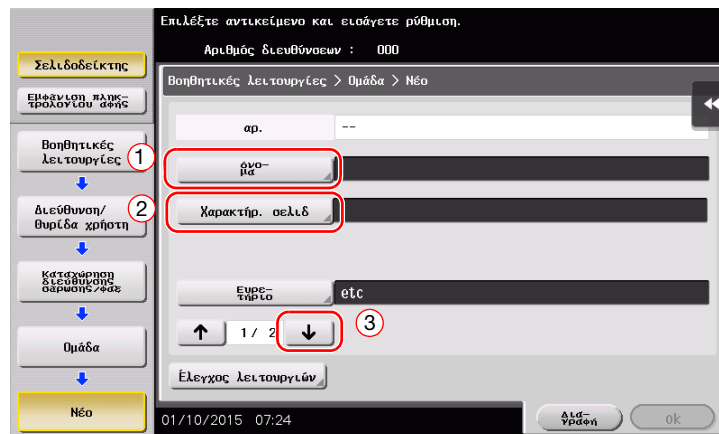 Επιλέξτε αντικείμενο και εισάγετε ρύθμιση.
Αριθμός διευθύνσεων : 000
Σελιδοδείκτης
Εμφάνιση πληκ-
τρολογίου αφής
Βοηθητικές
λειτουργίες
Διεύθυνση/
θυρίδα χρήστη
Καταχώρηση
διεύθυνσης
σάρωσης/φαξ
Ομάδα
Νέο
Βοηθητικές λειτουργίες > Ομάδα > Νέο
αρ.
--
1
όνο-
μα
2
Χαρακτήρ. σελιδ
Ευρε-
τήριο
etc
1/ 2
3
Έλεγχος λειτουργιών
01/10/2015 07:24
Δια-
γραφή
ok